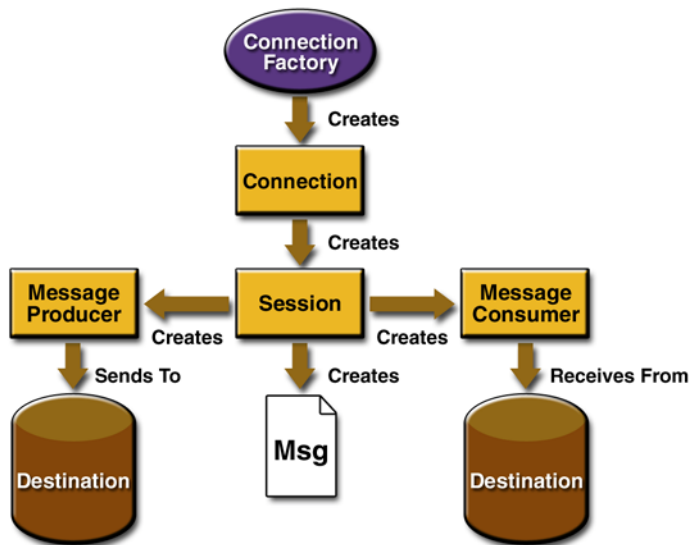 Connection
Factory
Creates
Connection
Creates
Message
Producer
Session
Message
Consumer
Creates
Creates
Sends To
Creates
Receives From
Msg
Destination
Destination